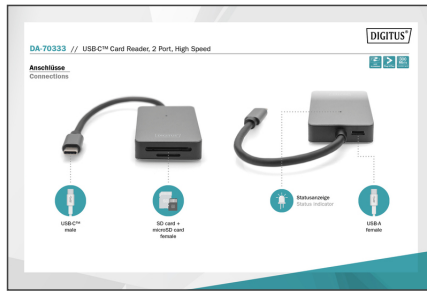 DIGITUS®
DA-70333 // USB-C™ Card Reader, 2 Port, High Speed
Anschlüsse
Connections
USB-C™
male
SD card +
microSD card
female
Statusanzeige
Status indicator
USB-A
female